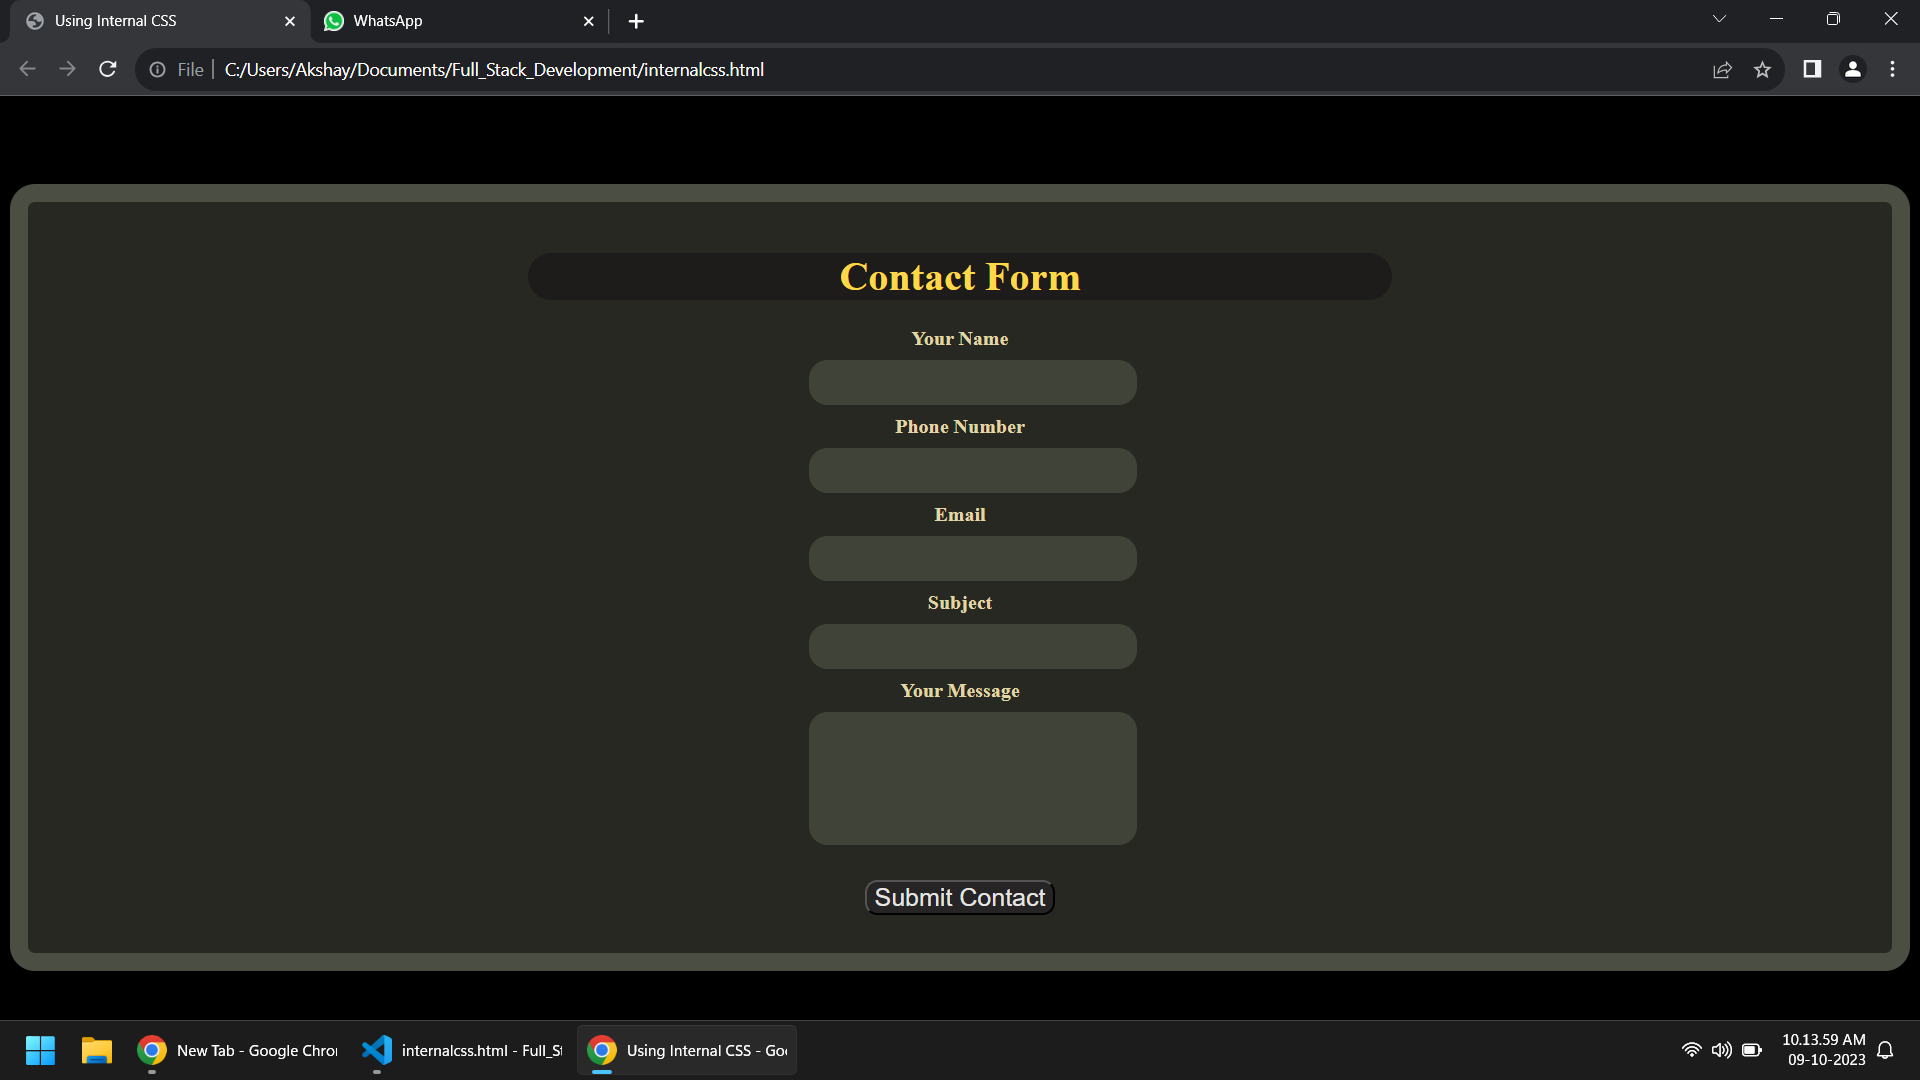 Using Internal CSS
WhatsApp
File
C:/Users/Akshay/Documents/Full_Stack_Development/internalcss.html
Contact Form
Your Name
Phone Number
Email
Subject
Your Message
Submit Contact
New Tab - Google Chro
internalcss.html - Full_St
Using Internal CSS - Goo
10.13.59 AM
09-10-2023